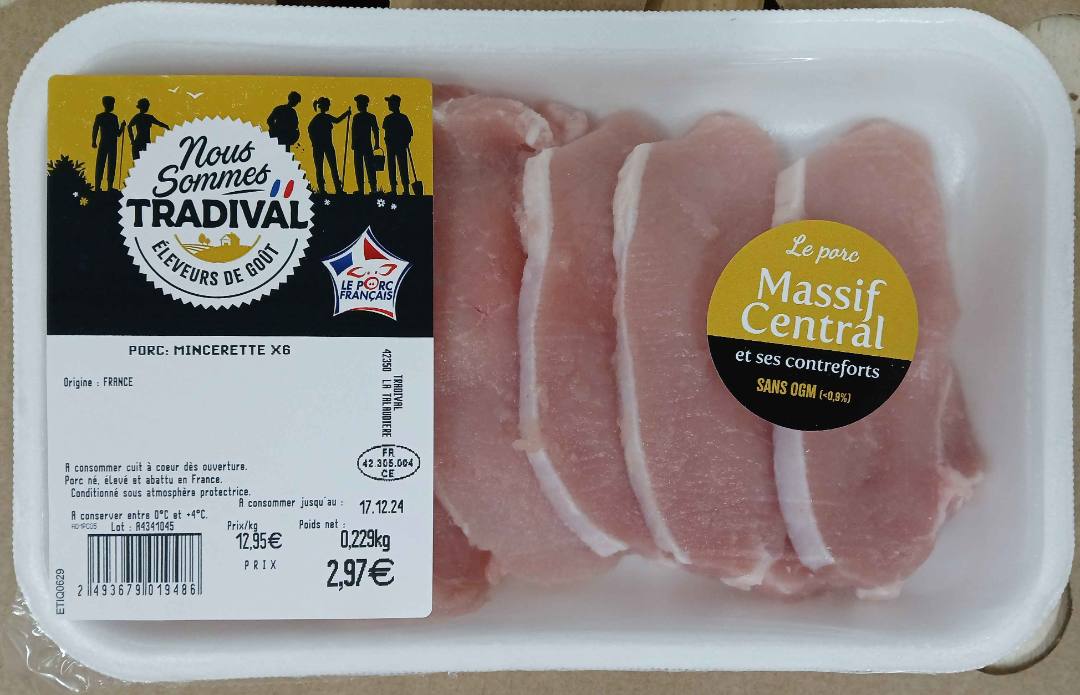 Nous
Sommes
TRADIVAL
ÉLEVEURS DE GOÛT
LE PORC
FRANÇAIS
PORC: MINCERETTE X6
Origine : FRANCE
TRADIVAL
42350 LA TALAUDIERE
FR
42.305.004
CE
A consommer cuit à coeur dès ouverture.
Porc né, élevé et abattu en France.
Conditionné sous atmosphère protectrice.
A consommer jusqu'au : 17.12.24
A conserver entre 0°C et +4°C.
Lot : A4341045
Prix/kg
12,95€
Poids net :
0,229kg
PRIX
2,97€
2 493679 019486
ETIQ0629
Le porc
Massif
Central
et ses contreforts
SANS OGM (<0,9%)